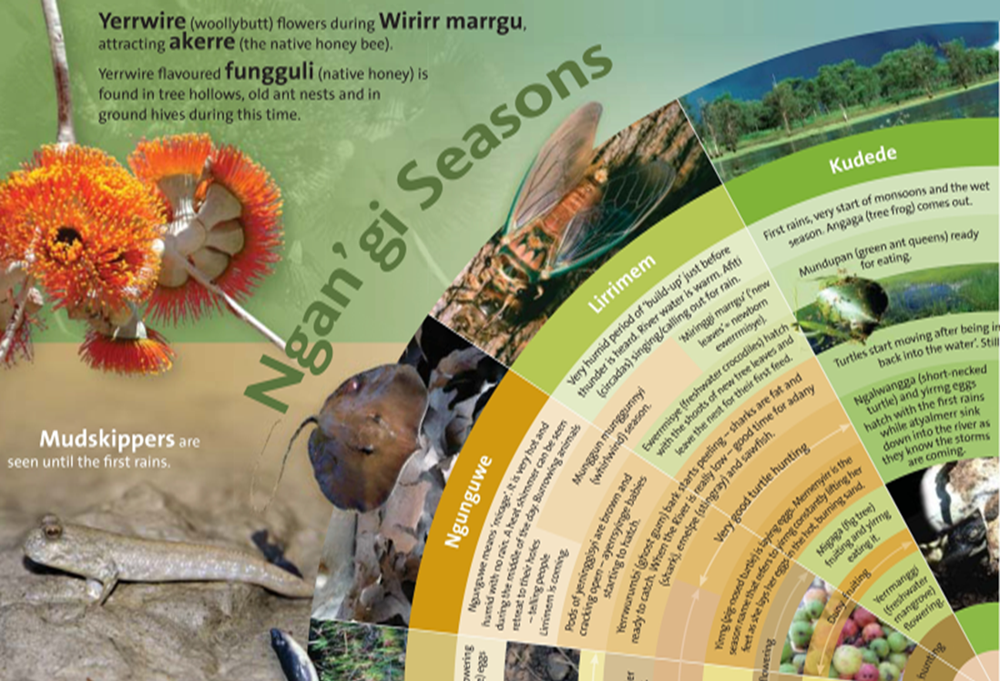 Yerrwire (woollybutt) flowers during Wirirr marrgu,
attracting akerre (the native honey bee).
Yerrwire flavoured fungguli (native honey) is
found in tree hollows, old ant nests and in
ground hives during this time.
Ngan'gi Seasons
Mudskippers are
seen until the first rains.
Kudede
First rains, very start of monsoons and the wet
season. Angaga (tree frog) comes out.
Mundupan (green ant queens) ready
for eating.
Turtles start moving after being in
back into the water'. Still
Ngalwangga (short-necked
turtle) and yirrng eggs
hatch with the first rains
while atyalmerr sink
down into the river as
they know the storms
are coming.
Lirrimem
Very humid period of 'build-up' just before
thunder is heard. River water is warm. Afiti
(circadas) singing/calling out for rain.
'Miringgi marrgu' ('new
leaves' = newborn
ewermisye).
Ewermisye (freshwater crocodiles) hatch
with the shoots of new tree leaves and
leave the nest for their first feed.
Munggun munggunnyi
(whirlwind) season.
Ngunguwe
Ngunguwe means 'mirage', it is very hot and
humid with no rain. A heat shimmer can be seen
during the middle of the day. Burrowing animals
retreat to their holes
– telling people
Lirrimem is coming.
Pods of yeninggisyi are brown and
cracking open – syensyirrge babies
starting to hatch.
Yerrwurumbi (ghost gum) bark starts peeling – sharks are fat and
ready to catch. When the river is really low – good time for adany
(shark), emelpe (stingray) and sawfish.
Very good turtle hunting
Yirrng (pig-nosed turtle) is laying eggs. Memenyirr is the
season name that refers to yirrng constantly lifting her
feet as she lays her eggs in the hot, burning sand.
Migaga (fig tree)
fruiting and yirrng
eating it.
fruiting
Yerrmanggi
(freshwater
mangrove)
flowering.
hunting
lowering
owering
) eggs
er